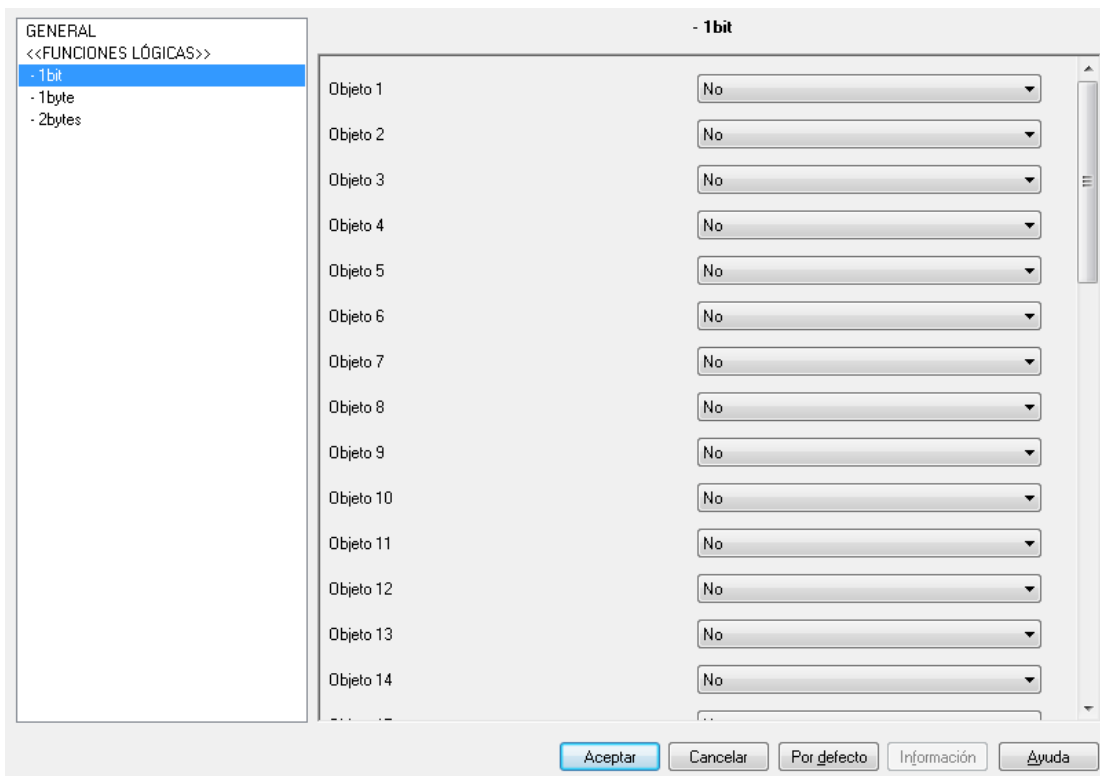 GENERAL
<<FUNCIONES LÓGICAS>>
- 1bit
- 1byte
- 2bytes
- 1bit
Objeto 1 No
Objeto 2 No
Objeto 3 No
Objeto 4 No
Objeto 5 No
Objeto 6 No
Objeto 7 No
Objeto 8 No
Objeto 9 No
Objeto 10 No
Objeto 11 No
Objeto 12 No
Objeto 13 No
Objeto 14 No
Aceptar Cancelar Por defecto Información Ayuda